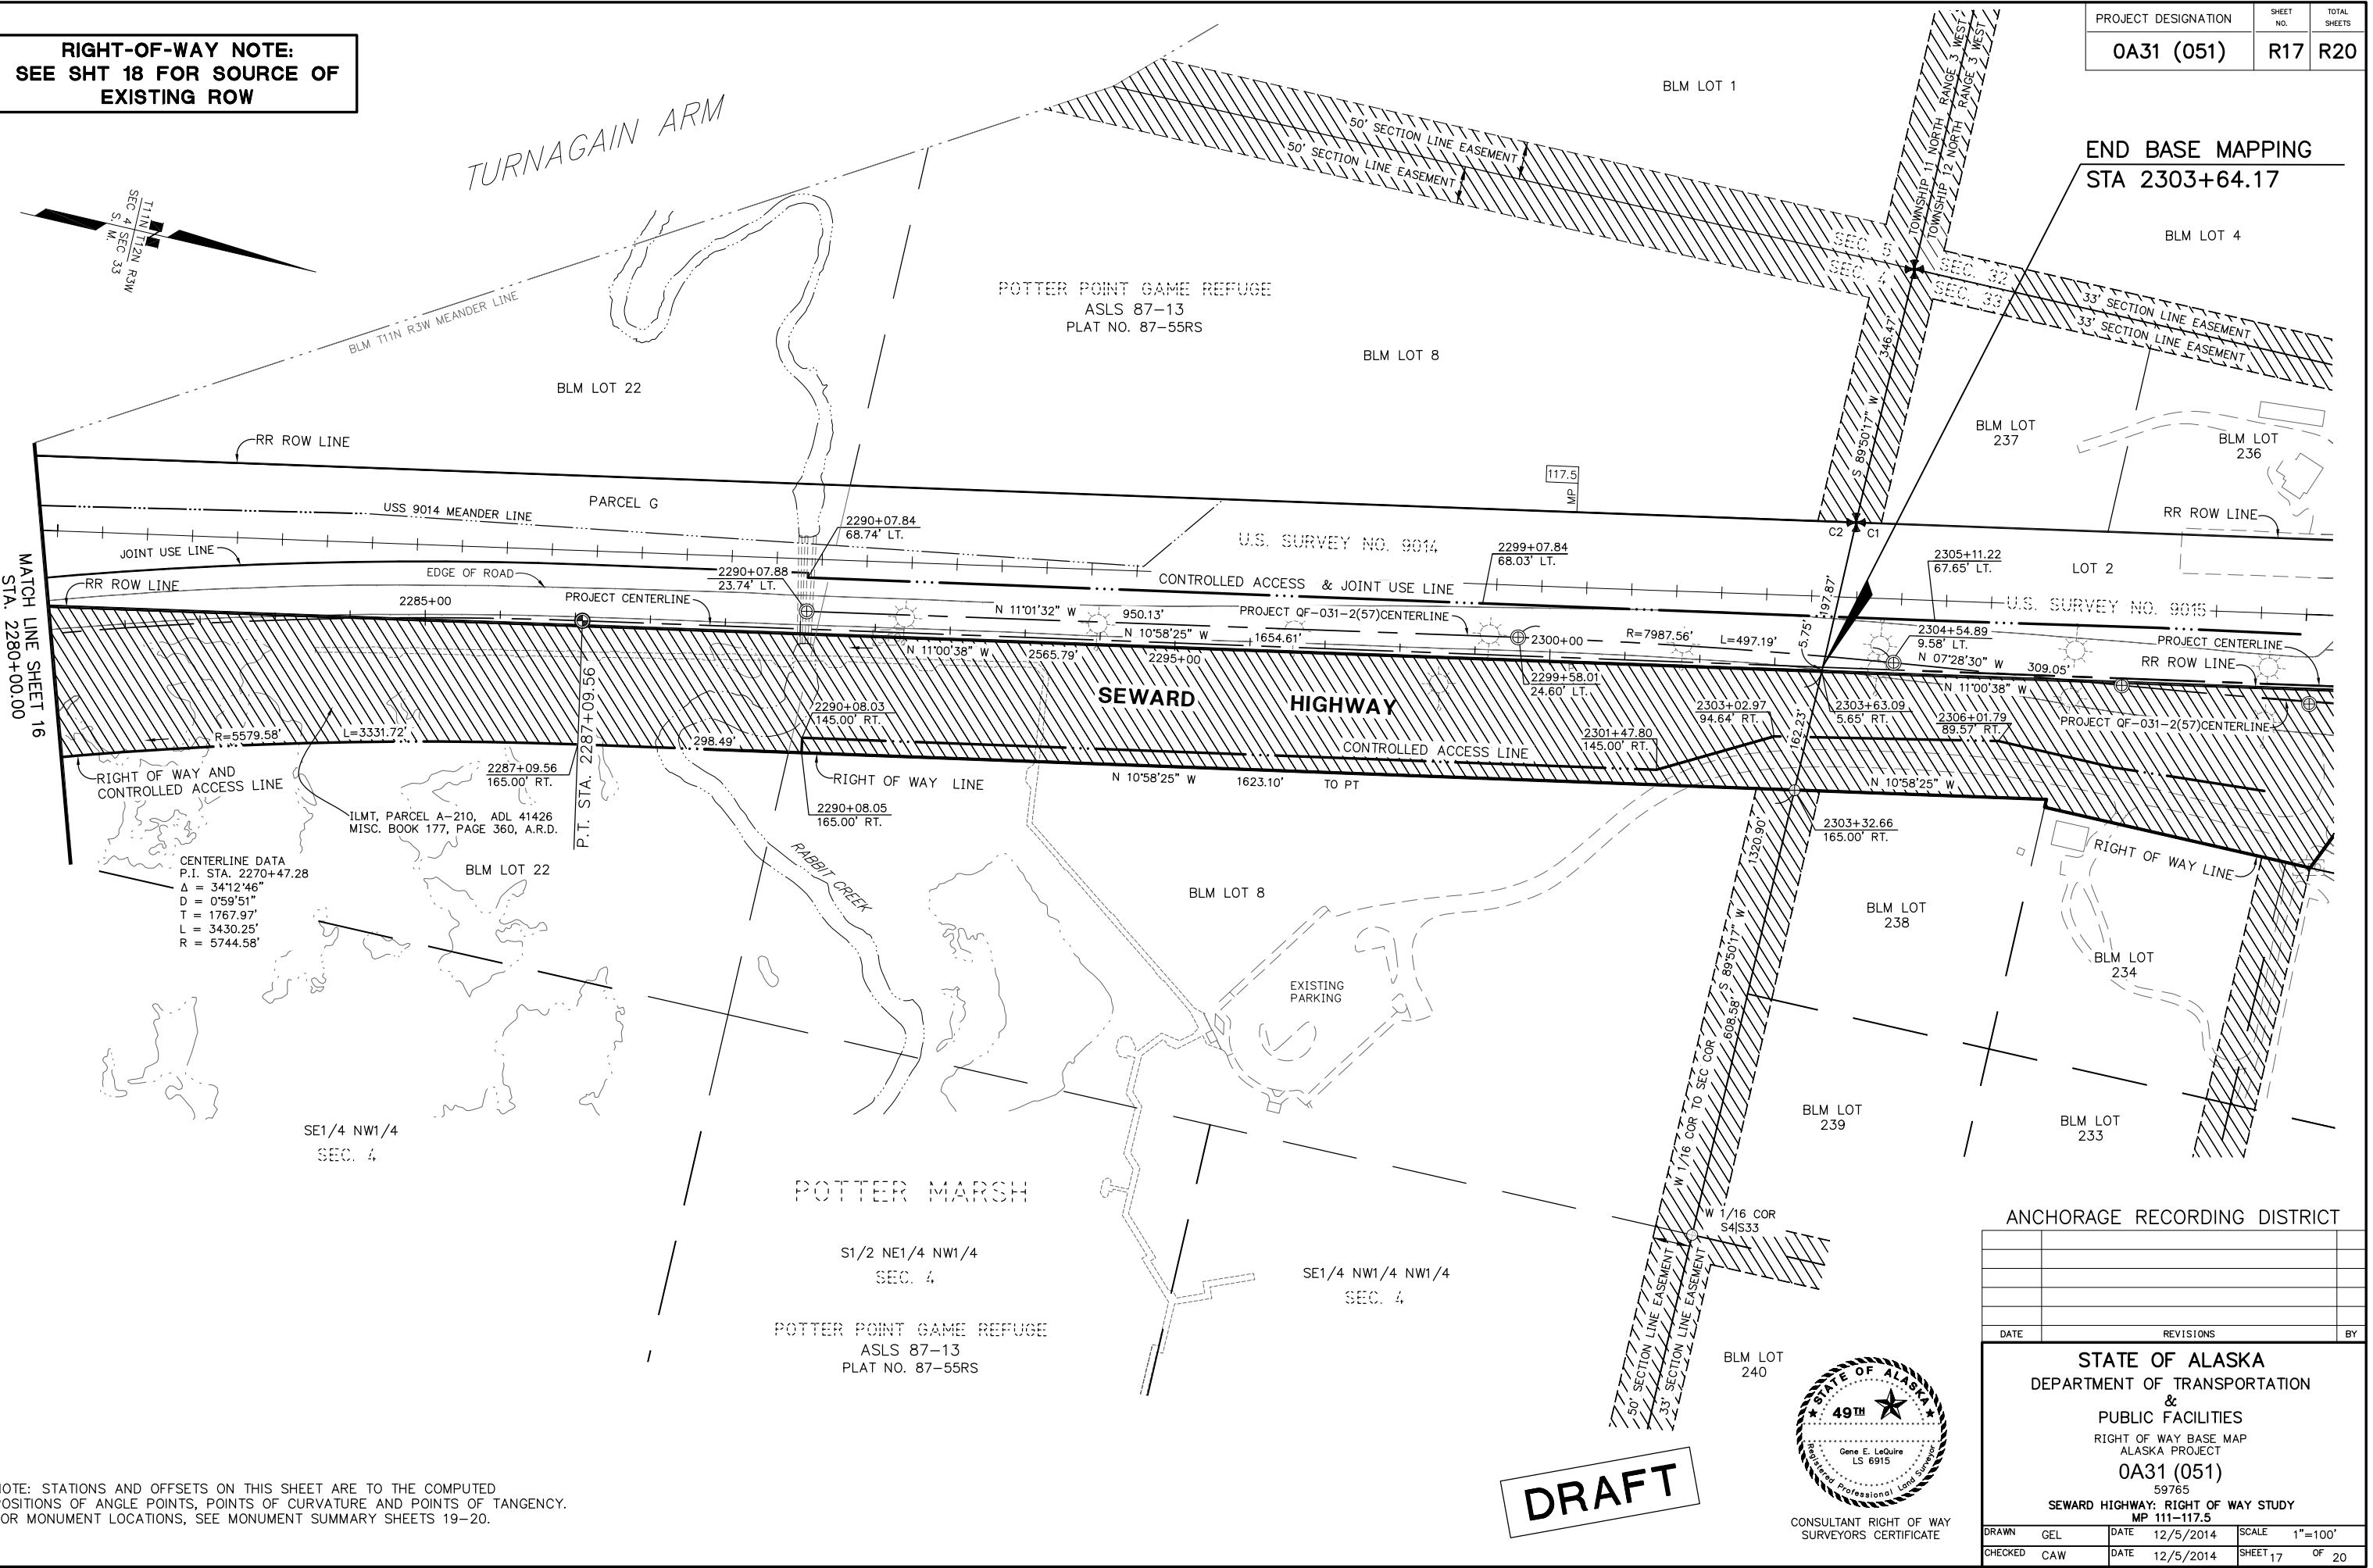 RIGHT-OF-WAY NOTE:
SEE SHT 18 FOR SOURCE OF
EXISTING ROW
PROJECT DESIGNATION
SHEET
NO.
TOTAL
SHEETS
0A31 (051)
R17
R20
END BASE MAPPING
STA 2303+64.17
TURNAGAIN ARM
T11N T12N R3W
SEC 4 SEC 33
S. M.
BLM T11N R3W MEANDER LINE
BLM LOT 1
50' SECTION LINE EASEMENT
50' SECTION LINE EASEMENT
TOWNSHIP 11 NORTH RANGE 3 WEST
TOWNSHIP 12 NORTH RANGE 3 WEST
BLM LOT 4
SEC. 5
SEC. 4
SEC. 32
SEC. 33
33' SECTION LINE EASEMENT
33' SECTION LINE EASEMENT
POTTER POINT GAME REFUGE
ASLS 87-13
PLAT NO. 87-55RS
BLM LOT 8
BLM LOT 22
S 89°50'17" W 346.47'
BLM LOT
237
BLM LOT
236
RR ROW LINE
PARCEL G
117.5
MP
C2
C1
RR ROW LINE
USS 9014 MEANDER LINE
2290+07.84
68.74' LT.
U.S. SURVEY NO. 9014
2299+07.84
68.03' LT.
2305+11.22
67.65' LT.
LOT 2
JOINT USE LINE
RR ROW LINE
EDGE OF ROAD
2290+07.88
23.74' LT.
CONTROLLED ACCESS & JOINT USE LINE
197.87'
U.S. SURVEY NO. 9015
2285+00
PROJECT CENTERLINE
N 11°01'32" W 950.13'
PROJECT QF-031-2(57)CENTERLINE
N 10°58'25" W 1654.61'
2300+00
R=7987.56' L=497.19'
5.75'
2304+54.89
9.58' LT.
PROJECT CENTERLINE
N 11°00'38" W 2565.79'
2295+00
N 07°28'30" W 309.05'
RR ROW LINE
2299+58.01
24.60' LT.
N 11°00'38" W
MATCH LINE SHEET 16
STA. 2280+00.00
SEWARD HIGHWAY
2290+08.03
145.00' RT.
2303+02.97
94.64' RT.
2303+63.09
5.65' RT.
2306+01.79
89.57' RT.
PROJECT QF-031-2(57)CENTERLINE
R=5579.58' L=3331.72'
298.49'
162.23'
2301+47.80
145.00' RT.
CONTROLLED ACCESS LINE
RIGHT OF WAY AND
CONTROLLED ACCESS LINE
2287+09.56
165.00' RT.
P.T. STA. 2287+09.56
RIGHT OF WAY LINE
N 10°58'25" W 1623.10' TO PT
N 10°58'25" W
2290+08.05
165.00' RT.
2303+32.66
165.00' RT.
ILMT, PARCEL A-210, ADL 41426
MISC. BOOK 177, PAGE 360, A.R.D.
RIGHT OF WAY LINE
CENTERLINE DATA
P.I. STA. 2270+47.28
Δ = 34°12'46"
D = 0°59'51"
T = 1767.97'
L = 3430.25'
R = 5744.58'
BLM LOT 22
RABBIT CREEK
BLM LOT 8
1320.90'
BLM LOT
238
BLM LOT
234
EXISTING
PARKING
S 89°50'17" W
608.58'
W 1/16 COR TO SEC COR
BLM LOT
239
BLM LOT
233
SE1/4 NW1/4
SEC. 4
POTTER MARSH
W 1/16 COR
S4|S33
S1/2 NE1/4 NW1/4
SEC. 4
SE1/4 NW1/4 NW1/4
SEC. 4
50' SECTION LINE EASEMENT
33' SECTION LINE EASEMENT
POTTER POINT GAME REFUGE
ASLS 87-13
PLAT NO. 87-55RS
BLM LOT
240
ANCHORAGE RECORDING DISTRICT
DATE
REVISIONS
BY
STATE OF ALASKA
49TH
Gene E. LeQuire
LS 6915
Registered Professional Land Surveyor
CONSULTANT RIGHT OF WAY
SURVEYORS CERTIFICATE
DRAFT
STATE OF ALASKA
DEPARTMENT OF TRANSPORTATION
&
PUBLIC FACILITIES
RIGHT OF WAY BASE MAP
ALASKA PROJECT
0A31 (051)
59765
SEWARD HIGHWAY: RIGHT OF WAY STUDY
MP 111-117.5
DRAWN GEL DATE 12/5/2014 SCALE 1"=100'
CHECKED CAW DATE 12/5/2014 SHEET 17 OF 20
OTE: STATIONS AND OFFSETS ON THIS SHEET ARE TO THE COMPUTED
OSITIONS OF ANGLE POINTS, POINTS OF CURVATURE AND POINTS OF TANGENCY.
OR MONUMENT LOCATIONS, SEE MONUMENT SUMMARY SHEETS 19-20.